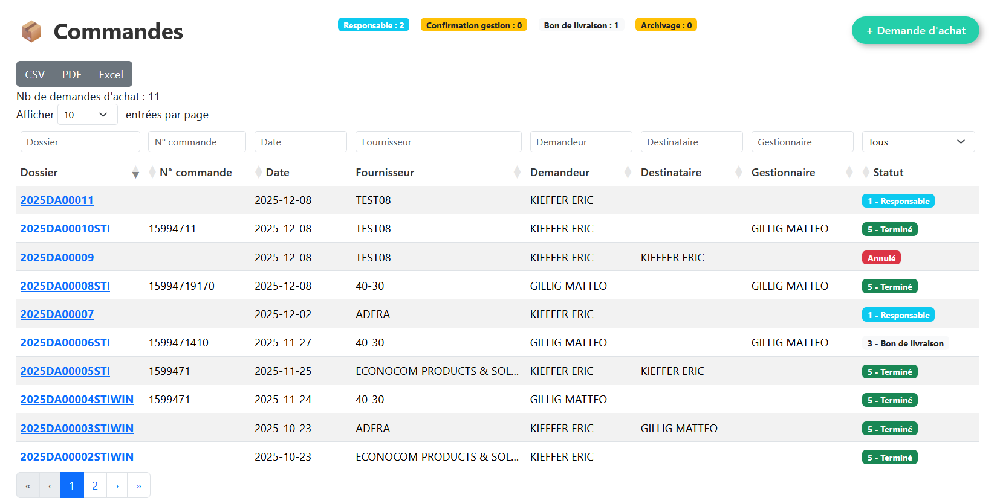 Commandes
Responsable : 2 Confirmation gestion : 0 Bon de livraison : 1 Archivage : 0
+ Demande d'achat
CSV PDF Excel
Nb de demandes d'achat : 11
Afficher 10 entrées par page
Dossier N° commande Date Fournisseur Demandeur Destinataire Gestionnaire Tous
Dossier N° commande Date Fournisseur Demandeur Destinataire Gestionnaire Statut
2025DA00011 2025-12-08 TEST08 KIEFFER ERIC 1 - Responsable
2025DA00010STI 15994711 2025-12-08 TEST08 KIEFFER ERIC GILLIG MATTEO 5 - Terminé
2025DA00009 2025-12-08 TEST08 KIEFFER ERIC KIEFFER ERIC Annulé
2025DA00008STI 15994719170 2025-12-08 40-30 GILLIG MATTEO GILLIG MATTEO 5 - Terminé
2025DA00007 2025-12-02 ADERA KIEFFER ERIC 1 - Responsable
2025DA00006STI 1599471410 2025-11-27 40-30 GILLIG MATTEO GILLIG MATTEO 3 - Bon de livraison
2025DA00005STI 1599471 2025-11-25 ECONOCOM PRODUCTS & SOL... KIEFFER ERIC KIEFFER ERIC 5 - Terminé
2025DA00004STIWIN 1599471 2025-11-24 40-30 GILLIG MATTEO 5 - Terminé
2025DA00003STIWIN 2025-10-23 ADERA KIEFFER ERIC GILLIG MATTEO 5 - Terminé
2025DA00002STIWIN 2025-10-23 ECONOCOM PRODUCTS & SOL... KIEFFER ERIC 5 - Terminé
« ‹ 1 2 › »